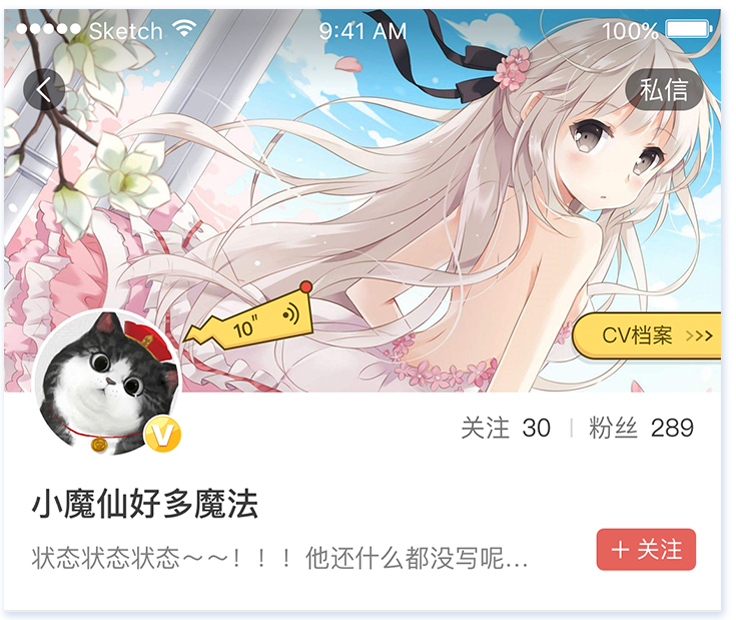 Sketch 9:41 AM 100%
私信
10"
CV档案 >>>
V
关注 30 | 粉丝 289
小魔仙好多魔法
状态状态状态～～！！！他还什么都没写呢...
+ 关注